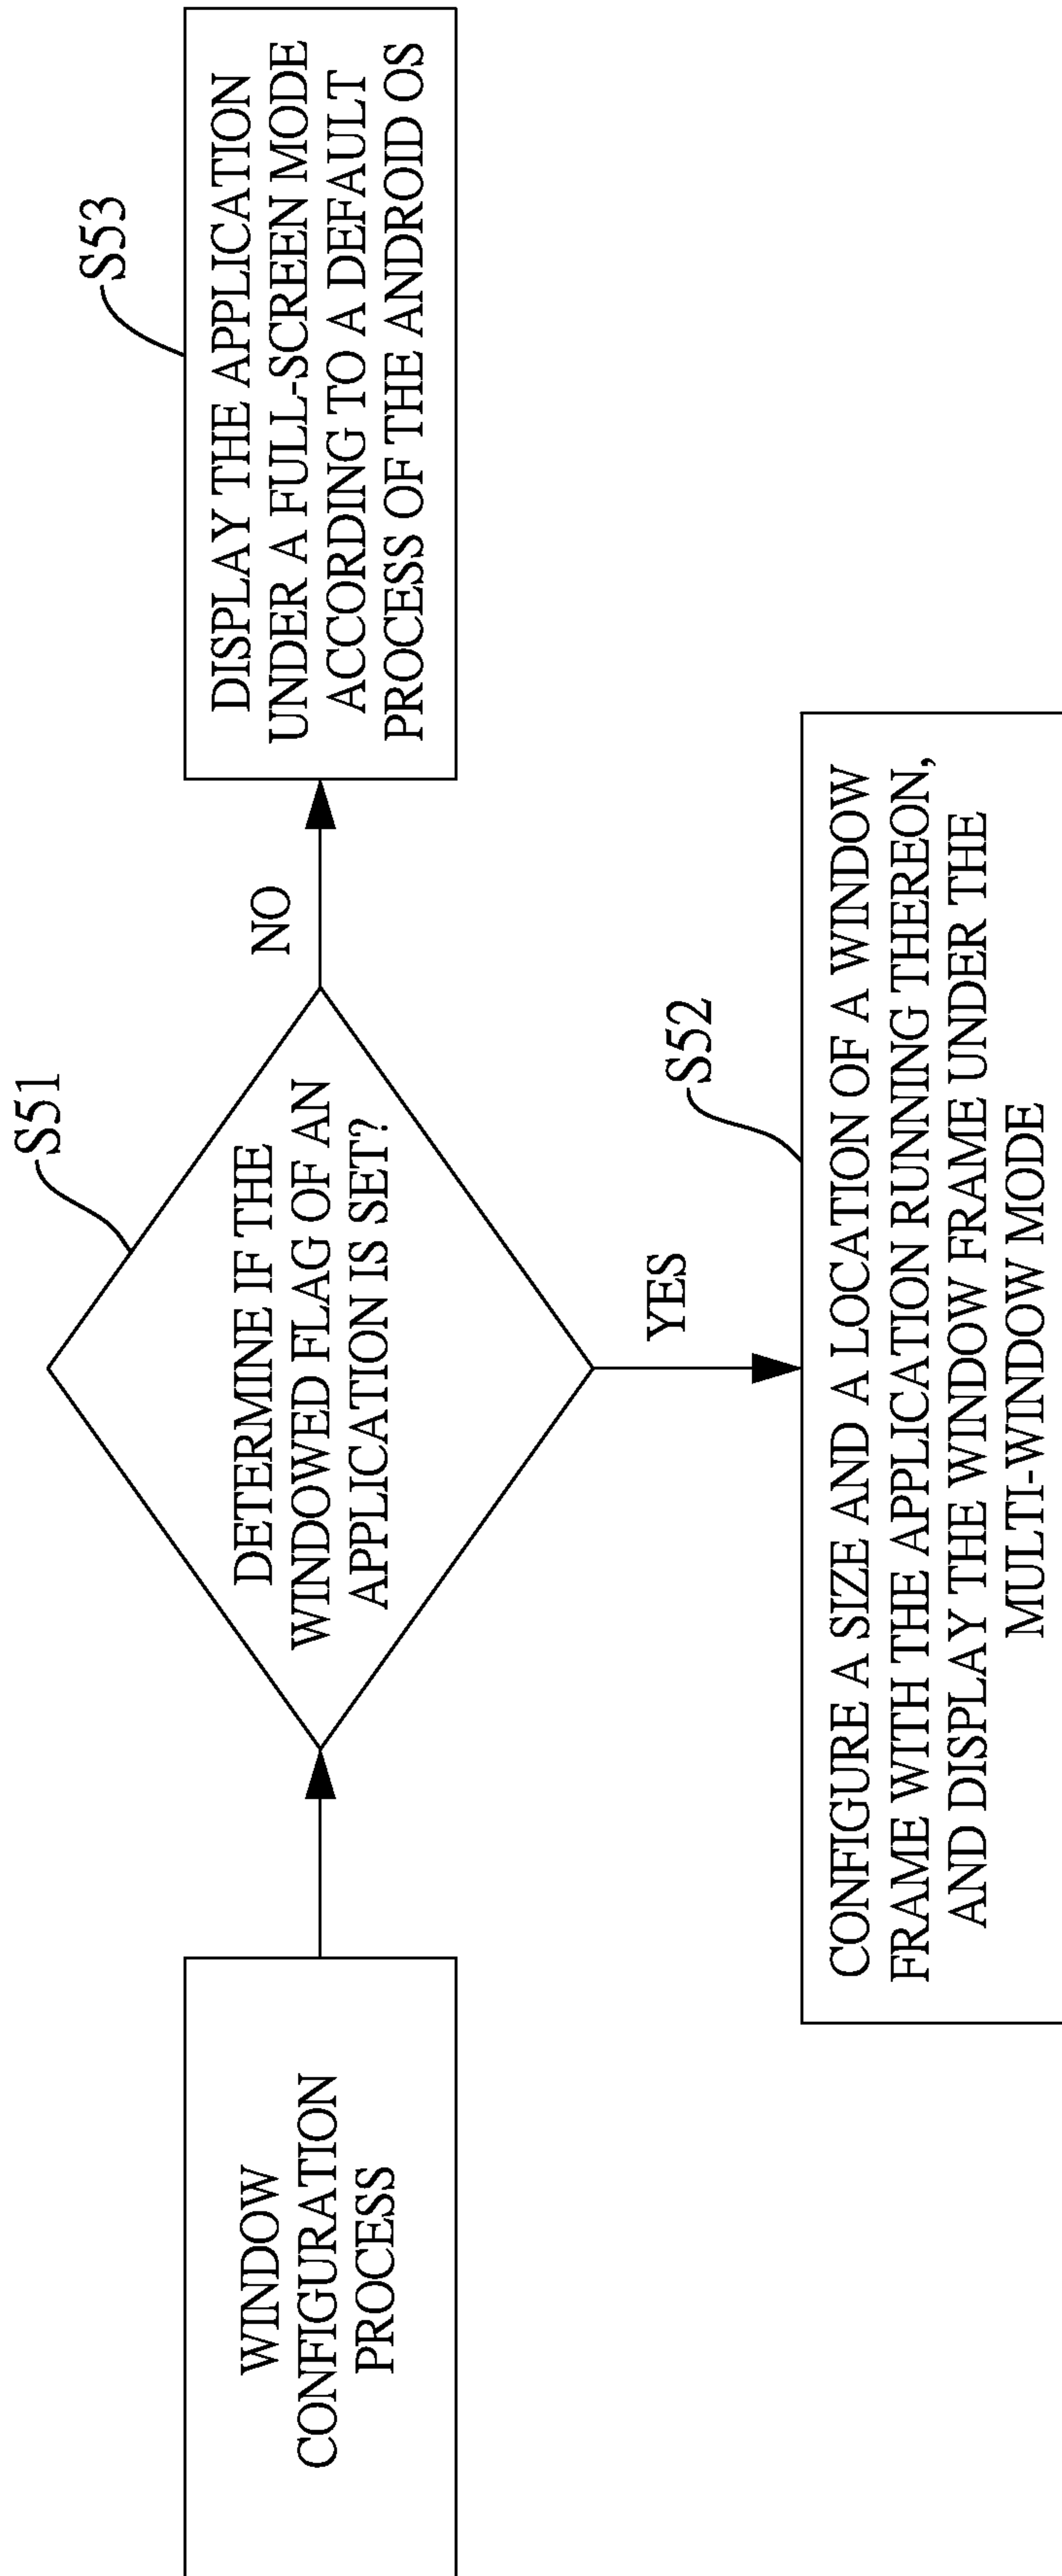 WINDOW
CONFIGURATION
PROCESS
S51
DETERMINE IF THE
WINDOWED FLAG OF AN
APPLICATION IS SET?
NO
S53
DISPLAY THE APPLICATION
UNDER A FULL-SCREEN MODE
ACCORDING TO A DEFAULT
PROCESS OF THE ANDROID OS
YES
S52
CONFIGURE A SIZE AND A LOCATION OF A WINDOW
FRAME WITH THE APPLICATION RUNNING THEREON,
AND DISPLAY THE WINDOW FRAME UNDER THE
MULTI-WINDOW MODE